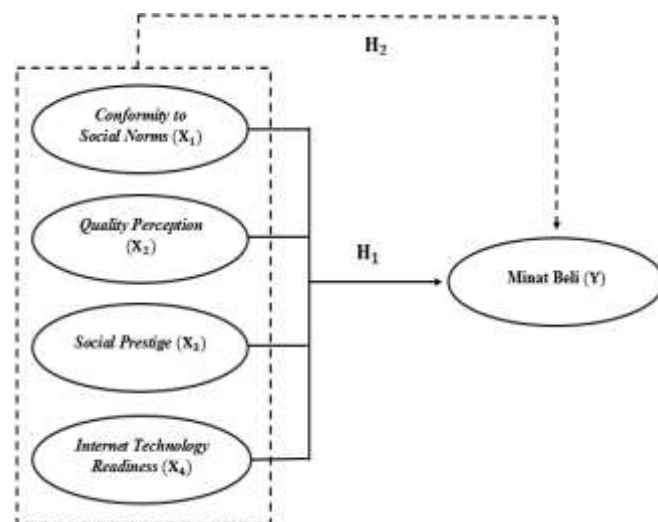 H₂
Conformity to
Social Norms (X₁)
Quality Perception
(X₂)
H₁
Minat Beli (Y)
Social Prestige (X₃)
Internet Technology
Readiness (X₄)